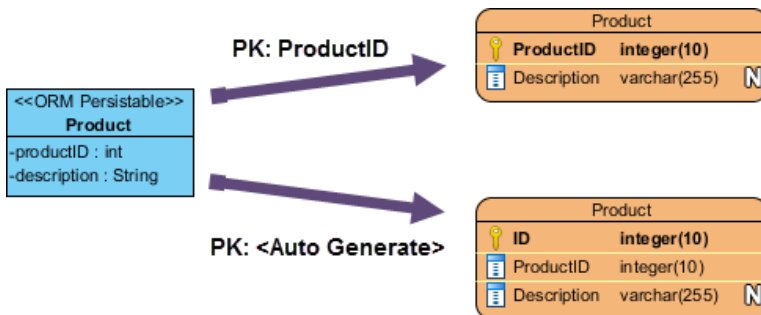 Product
PK: ProductID
ProductID integer(10)
Description varchar(255) N
<<ORM Persistable>>
Product
-productID : int
-description : String
PK: <Auto Generate>
Product
ID integer(10)
ProductID integer(10)
Description varchar(255) N